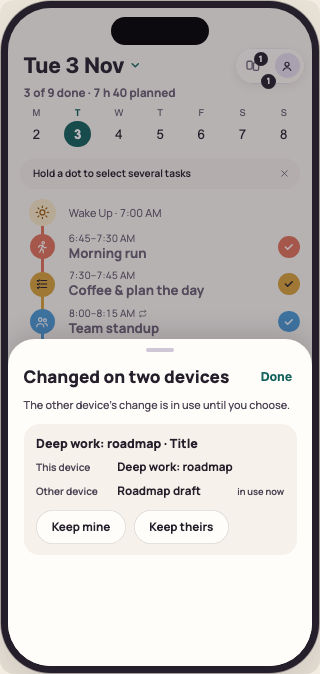 Tue 3 Nov
1
1
3 of 9 done · 7 h 40 planned
M T W T F S S
2 3 4 5 6 7 8
Hold a dot to select several tasks
Wake Up · 7:00 AM
6:45–7:30 AM
Morning run
7:30–7:45 AM
Coffee & plan the day
8:00–8:15 AM
Team standup
Changed on two devices
Done
The other device's change is in use until you choose.
Deep work: roadmap · Title
This device Deep work: roadmap
Other device Roadmap draft in use now
Keep mine Keep theirs